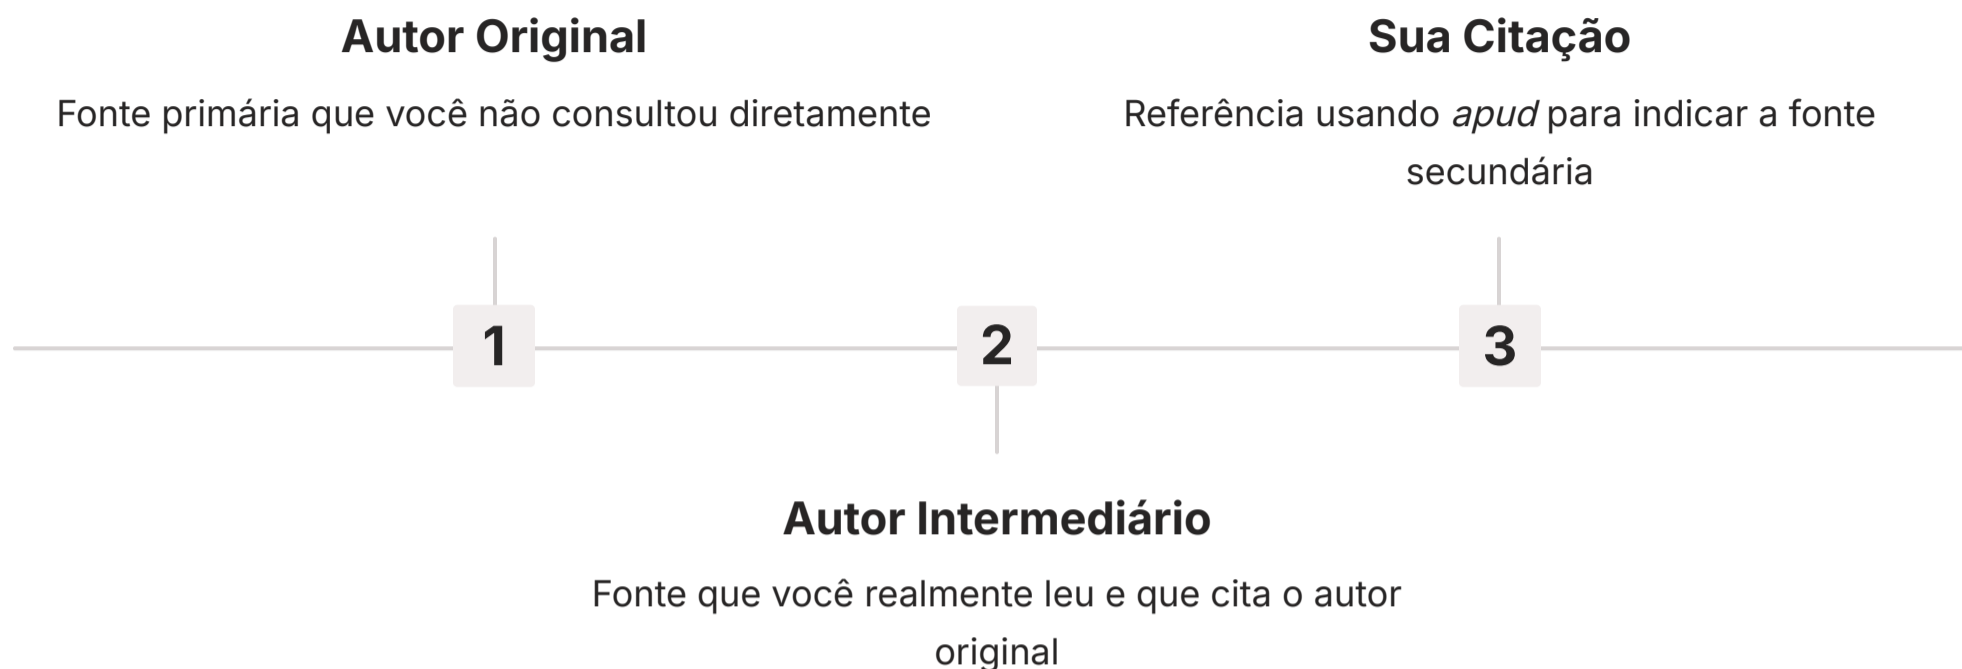 Autor Original
Fonte primária que você não consultou diretamente
Sua Citação
Referência usando apud para indicar a fonte
secundária
1
2
3
Autor Intermediário
Fonte que você realmente leu e que cita o autor
original